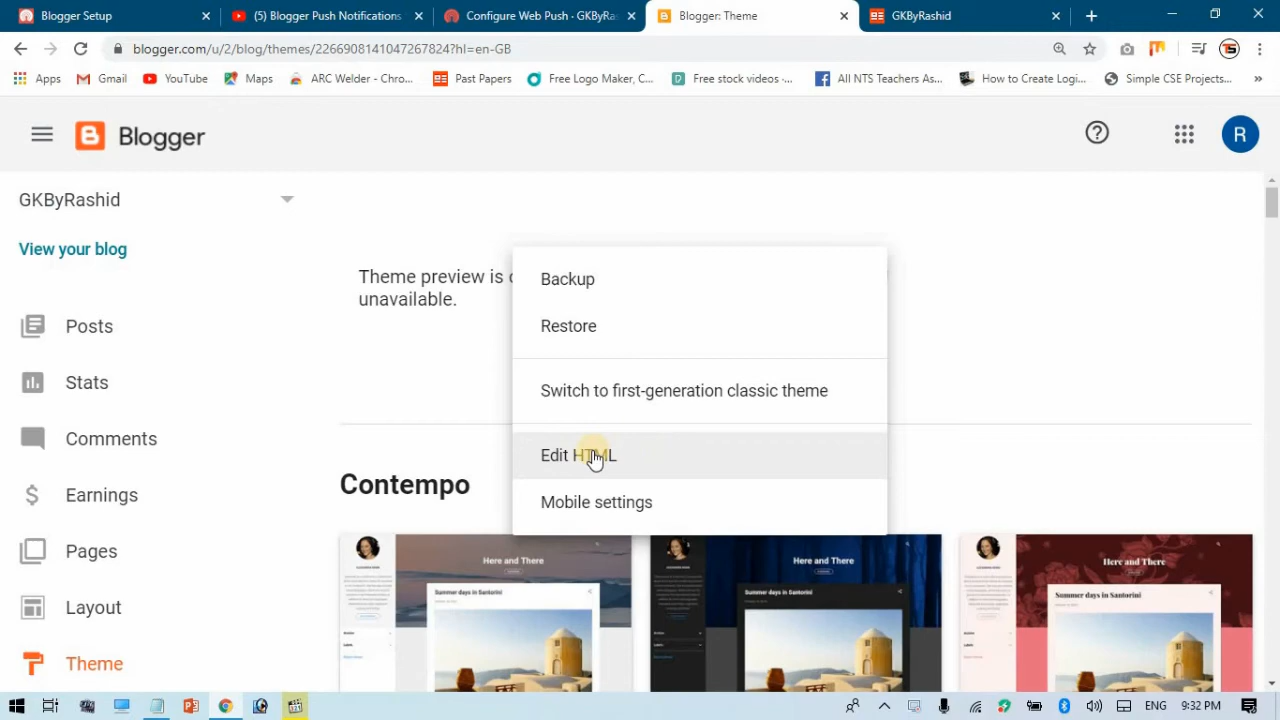 Blogger Setup
(5) Blogger Push Notifications
Configure Web Push - GKByRas
Blogger: Theme
GKByRashid
blogger.com/u/2/blog/themes/2266908141047267824?hl=en-GB
Apps
Gmail
YouTube
Maps
ARC Welder - Chro...
Past Papers
Free Logo Maker, C...
Free stock videos -...
All NTS Teachers As...
How to Create Logi...
Simple CSE Projects...
Blogger
R
GKByRashid
View your blog
Posts
Stats
Comments
Earnings
Pages
Layout
Theme
Theme preview is
unavailable.
Backup
Restore
Switch to first-generation classic theme
Edit HTML
Mobile settings
Contempo
Here and There
Summer days in Santorini
Here and There
Summer days in Santorini
Here and There
Summer days in Santorini
ENG
9:32 PM